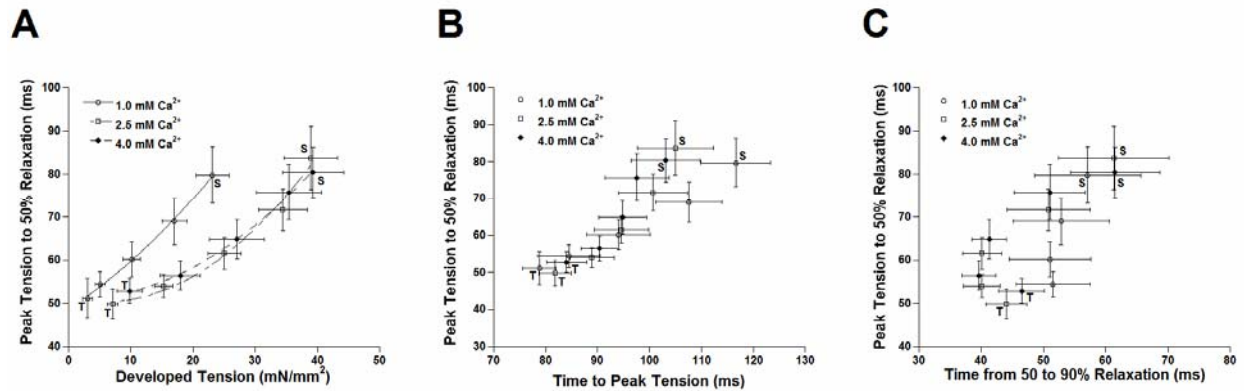 A
B
C
Peak Tension to 50% Relaxation (ms)
100
90
80
70
60
50
40
30
0
10
20
30
40
50
Developed Tension (mN/mm²)
1.0 mM Ca²⁺
2.5 mM Ca²⁺
4.0 mM Ca²⁺
S
S
S
T
T
T
Peak Tension to 50% Relaxation (ms)
100
90
80
70
60
50
40
30
70
80
90
100
110
120
130
Time to Peak Tension (ms)
1.0 mM Ca²⁺
2.5 mM Ca²⁺
4.0 mM Ca²⁺
S
S
S
T
T
T
Peak Tension to 50% Relaxation (ms)
100
90
80
70
60
50
40
30
30
40
50
60
70
80
Time from 50 to 90% Relaxation (ms)
1.0 mM Ca²⁺
2.5 mM Ca²⁺
4.0 mM Ca²⁺
S
S
S
T
T